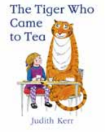 The Tiger Who
Came to Tea
Judith Kerr